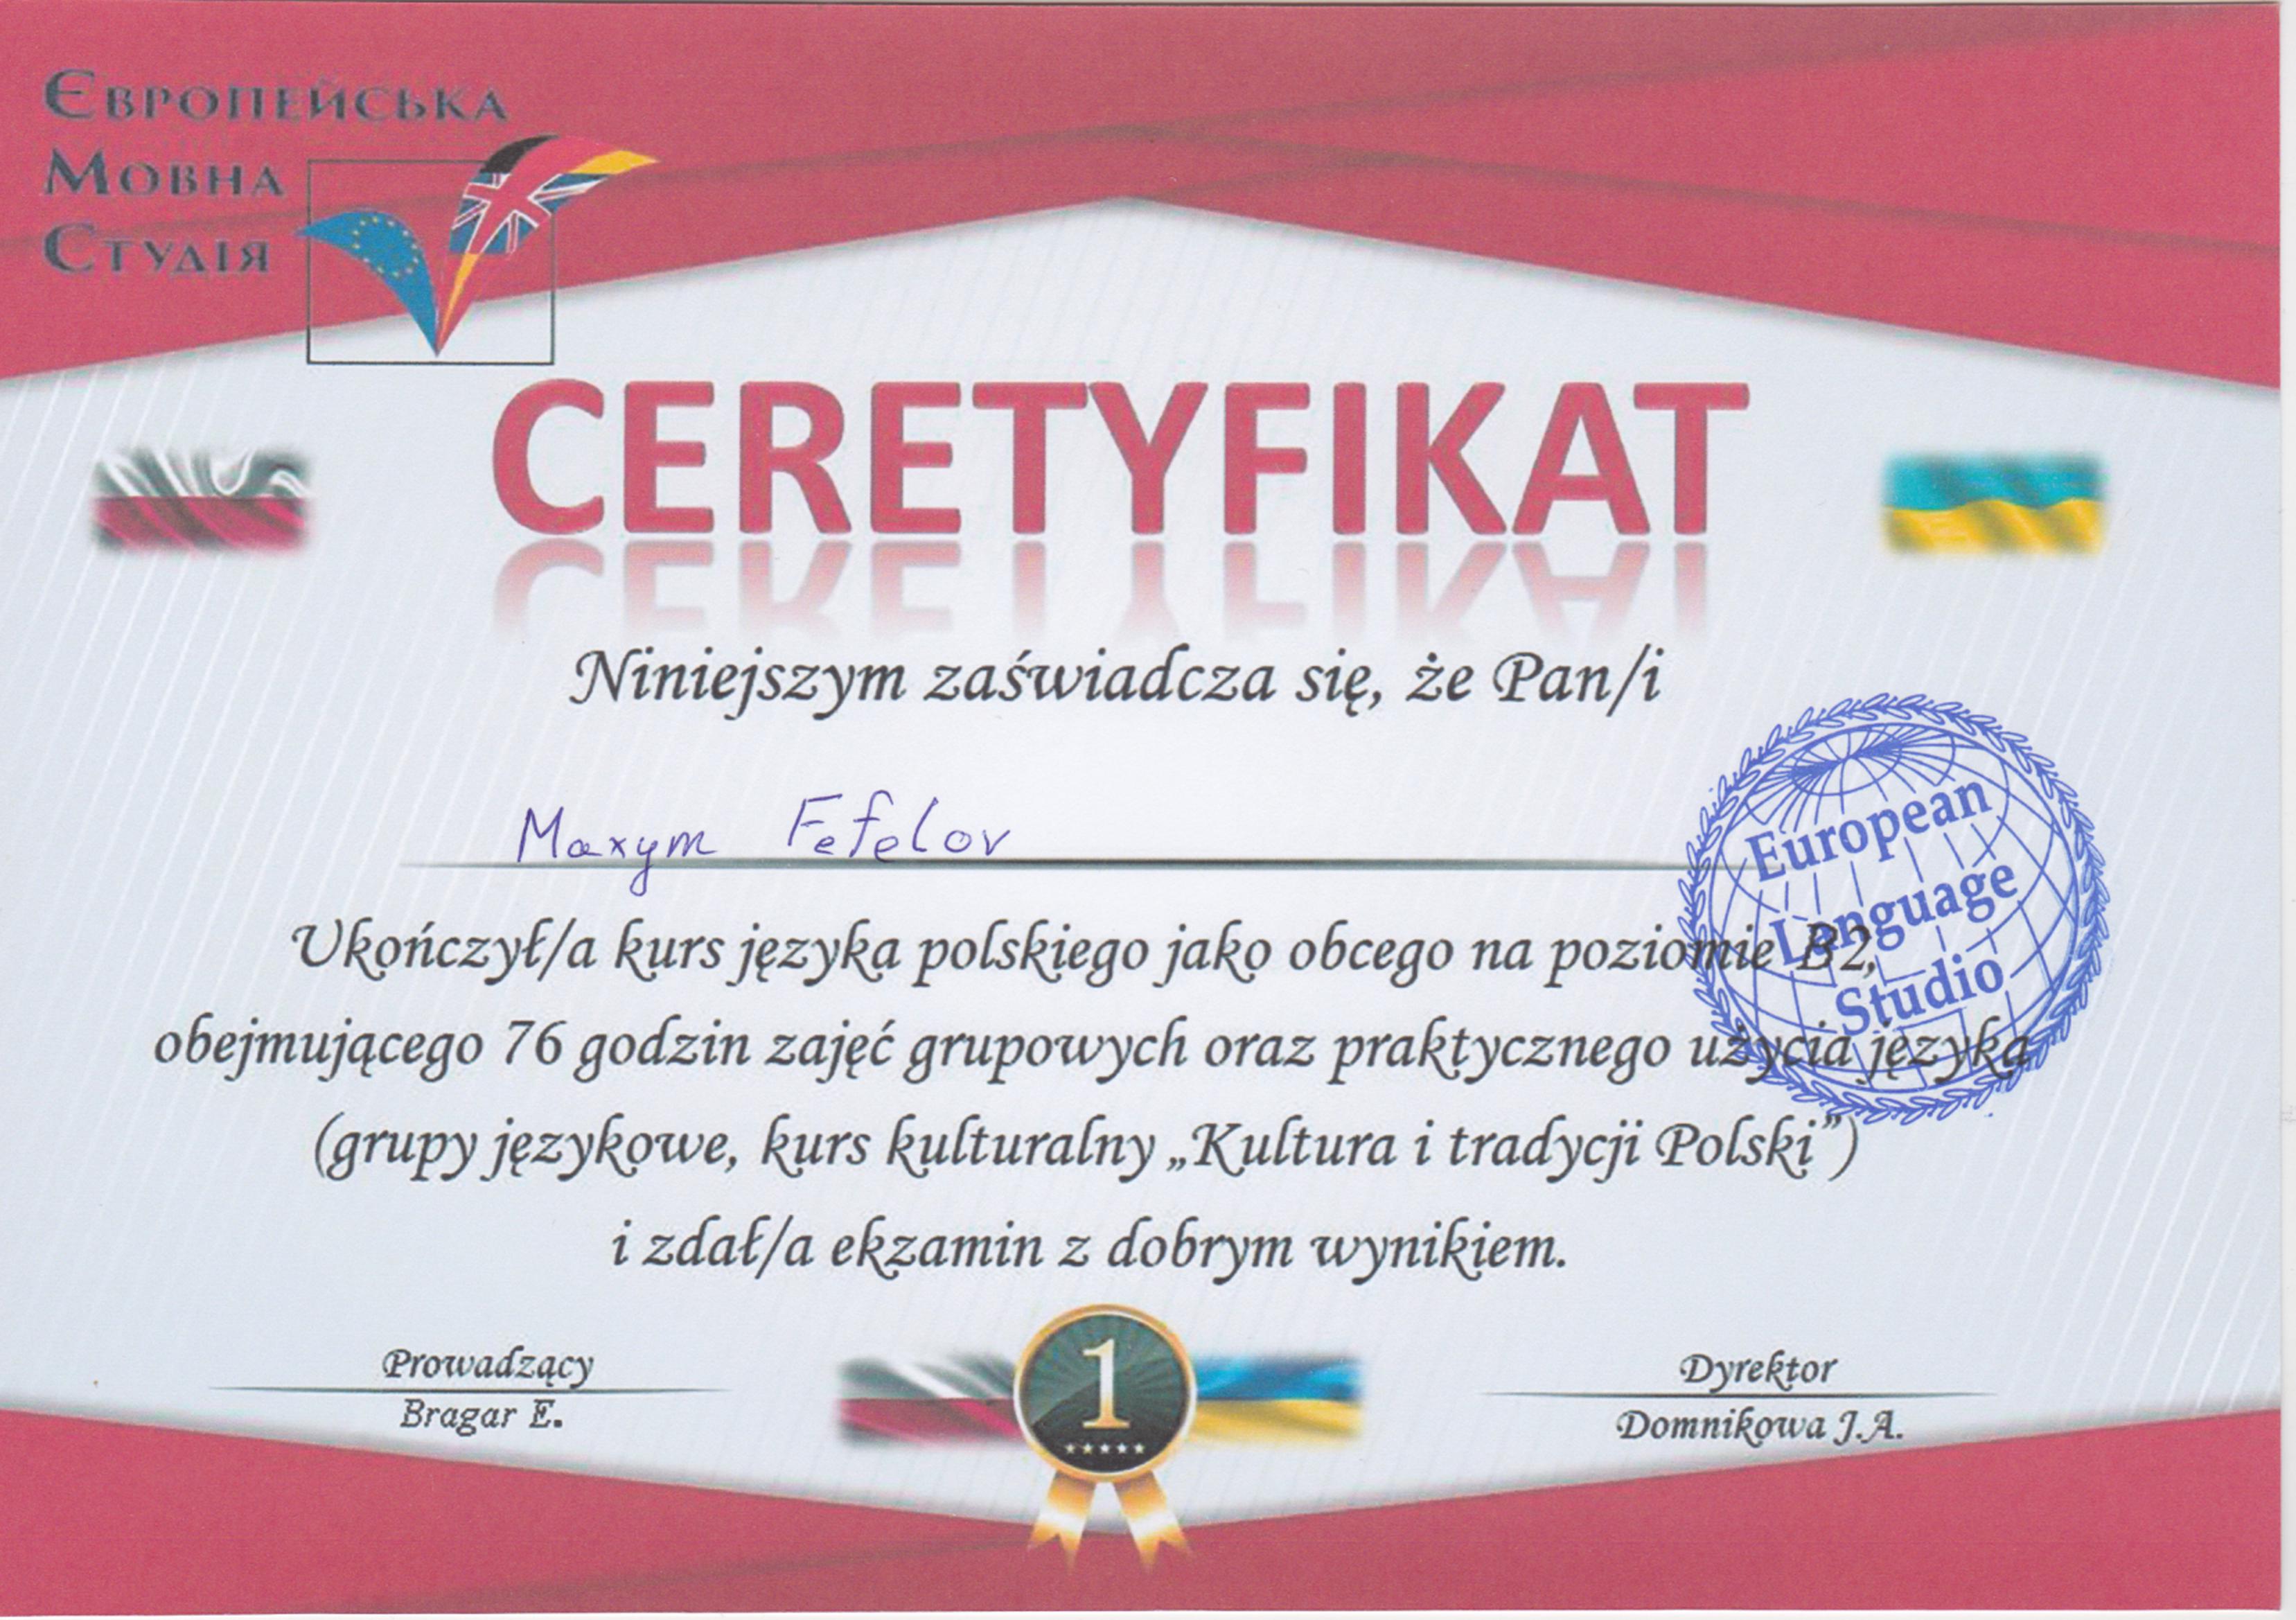 Європейська
Мовна
Студія
CERETYFIKAT
Niniejszym zaświadcza się, że Pan/i
Maxym Fefelov
European
Language
Studio
Ukończył/a kurs języka polskiego jako obcego na poziomie B2,
obejmującego 76 godzin zajęć grupowych oraz praktycznego użycia języka
(grupy językowe, kurs kulturalny „Kultura i tradycji Polski”)
i zdał/a ekzamin z dobrym wynikiem.
Prowadzący
Bragar E.
1
Dyrektor
Domnikowa J.A.